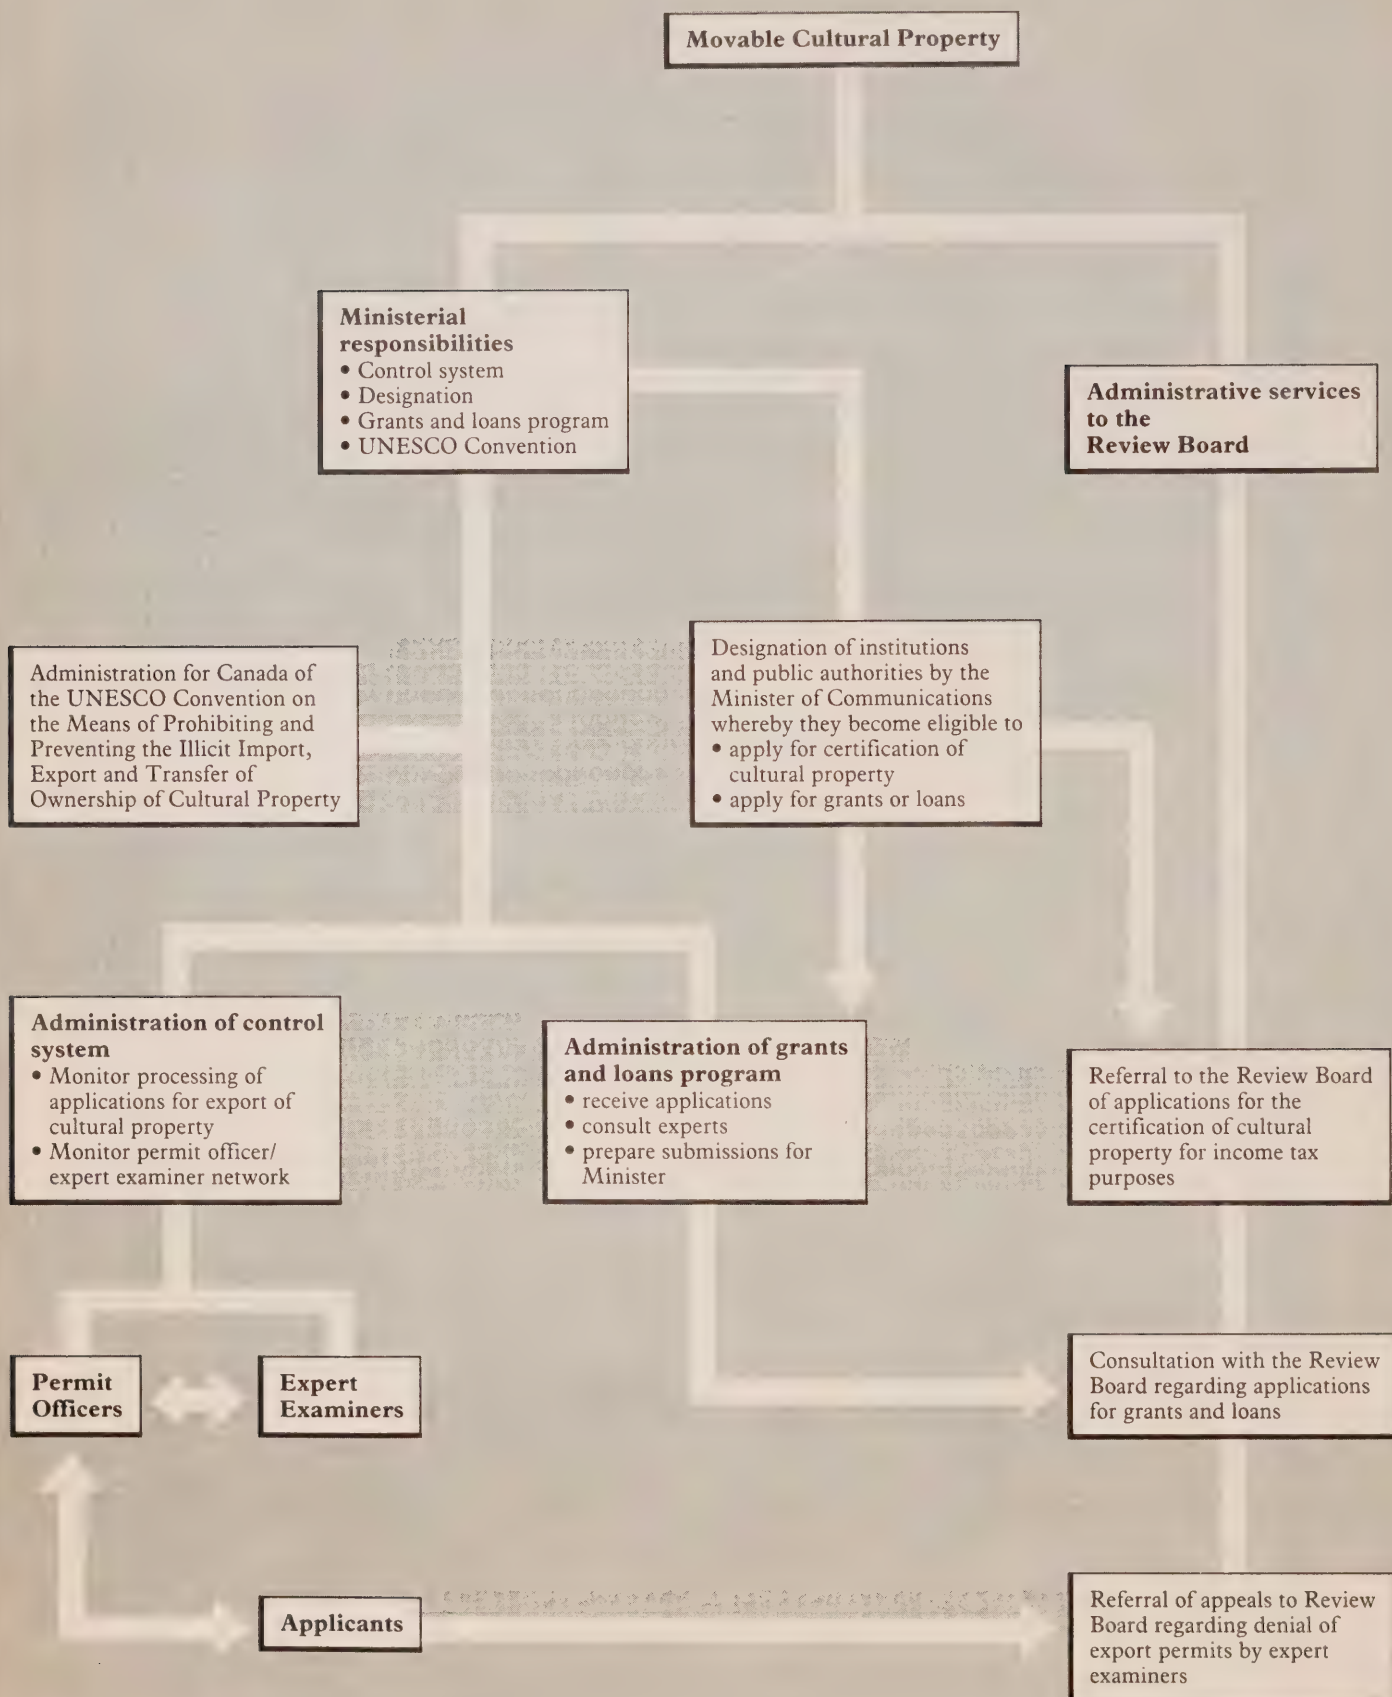 Movable Cultural Property
Ministerial
responsibilities
• Control system
• Designation
• Grants and loans program
• UNESCO Convention
Administrative services
to the
Review Board
Administration for Canada of
the UNESCO Convention on
the Means of Prohibiting and
Preventing the Illicit Import,
Export and Transfer of
Ownership of Cultural Property
Designation of institutions
and public authorities by the
Minister of Communications
whereby they become eligible to
• apply for certification of
cultural property
• apply for grants or loans
Administration of control
system
• Monitor processing of
applications for export of
cultural property
• Monitor permit officer/
expert examiner network
Administration of grants
and loans program
• receive applications
• consult experts
• prepare submissions for
Minister
Referral to the Review Board
of applications for the
certification of cultural
property for income tax
purposes
Permit
Officers
Expert
Examiners
Consultation with the Review
Board regarding applications
for grants and loans
Applicants
Referral of appeals to Review
Board regarding denial of
export permits by expert
examiners